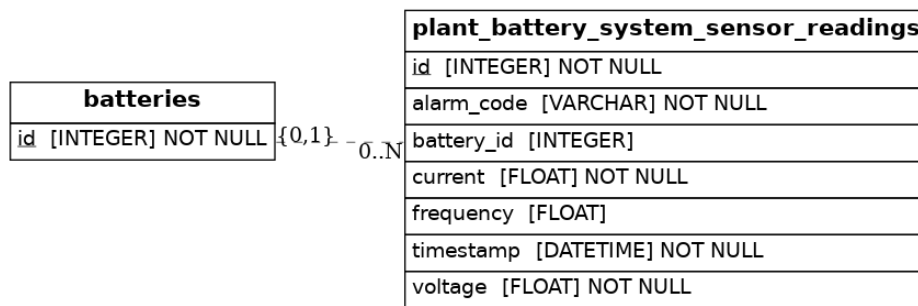 batteries
id [INTEGER] NOT NULL
{0,1}
0..N
plant_battery_system_sensor_readings
id [INTEGER] NOT NULL
alarm_code [VARCHAR] NOT NULL
battery_id [INTEGER]
current [FLOAT] NOT NULL
frequency [FLOAT]
timestamp [DATETIME] NOT NULL
voltage [FLOAT] NOT NULL